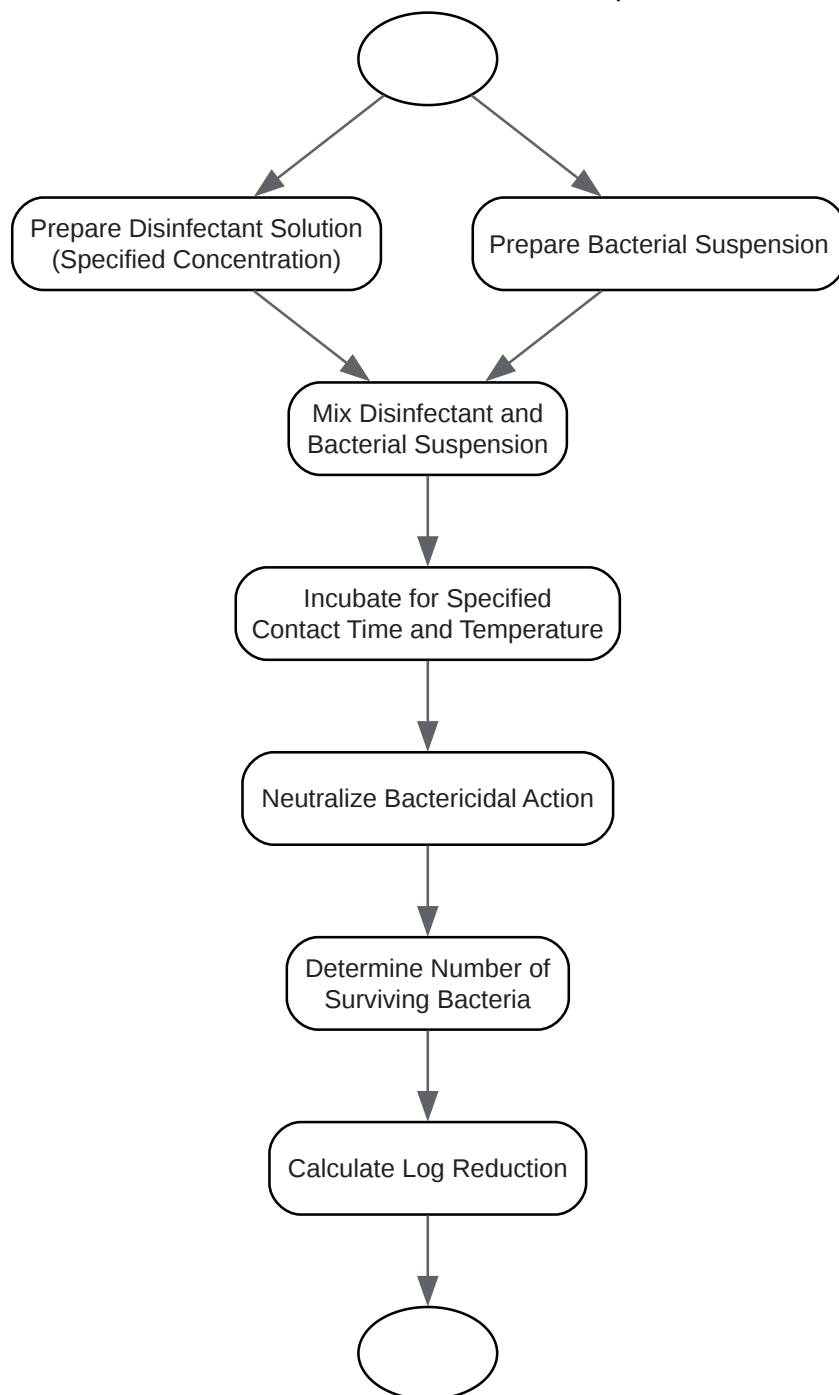 Prepare Disinfectant Solution
(Specified Concentration)
Prepare Bacterial Suspension
Mix Disinfectant and
Bacterial Suspension
Incubate for Specified
Contact Time and Temperature
Neutralize Bactericidal Action
Determine Number of
Surviving Bacteria
Calculate Log Reduction